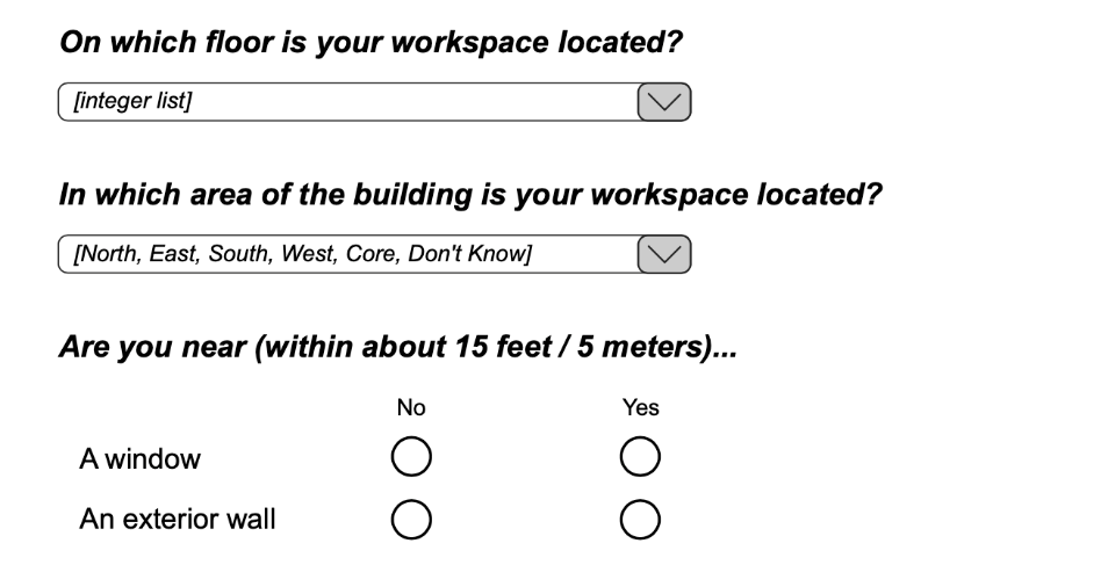 On which floor is your workspace located?
[integer list]
In which area of the building is your workspace located?
[North, East, South, West, Core, Don't Know]
Are you near (within about 15 feet / 5 meters)...
No Yes
A window
An exterior wall